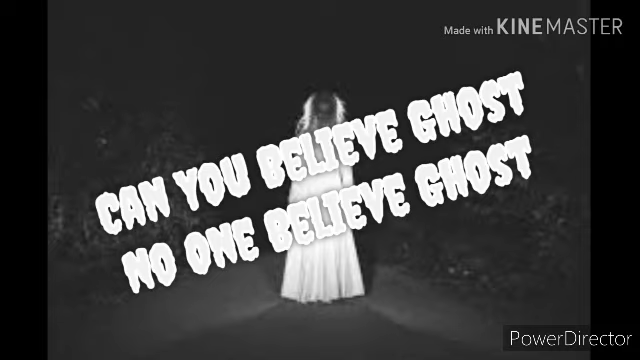 Made with KINEMASTER
CAN YOU BELIEVE GHOST
NO ONE BELIEVE GHOST
PowerDirector